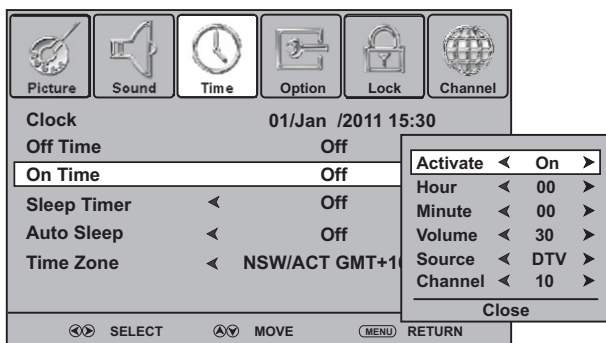 Picture Sound Time Option Lock Channel
Clock 01/Jan /2011 15:30
Off Time Off
On Time Off
Sleep Timer Off
Auto Sleep Off
Time Zone NSW/ACT GMT+1
Activate On
Hour 00
Minute 00
Volume 30
Source DTV
Channel 10
Close
SELECT MOVE MENU RETURN